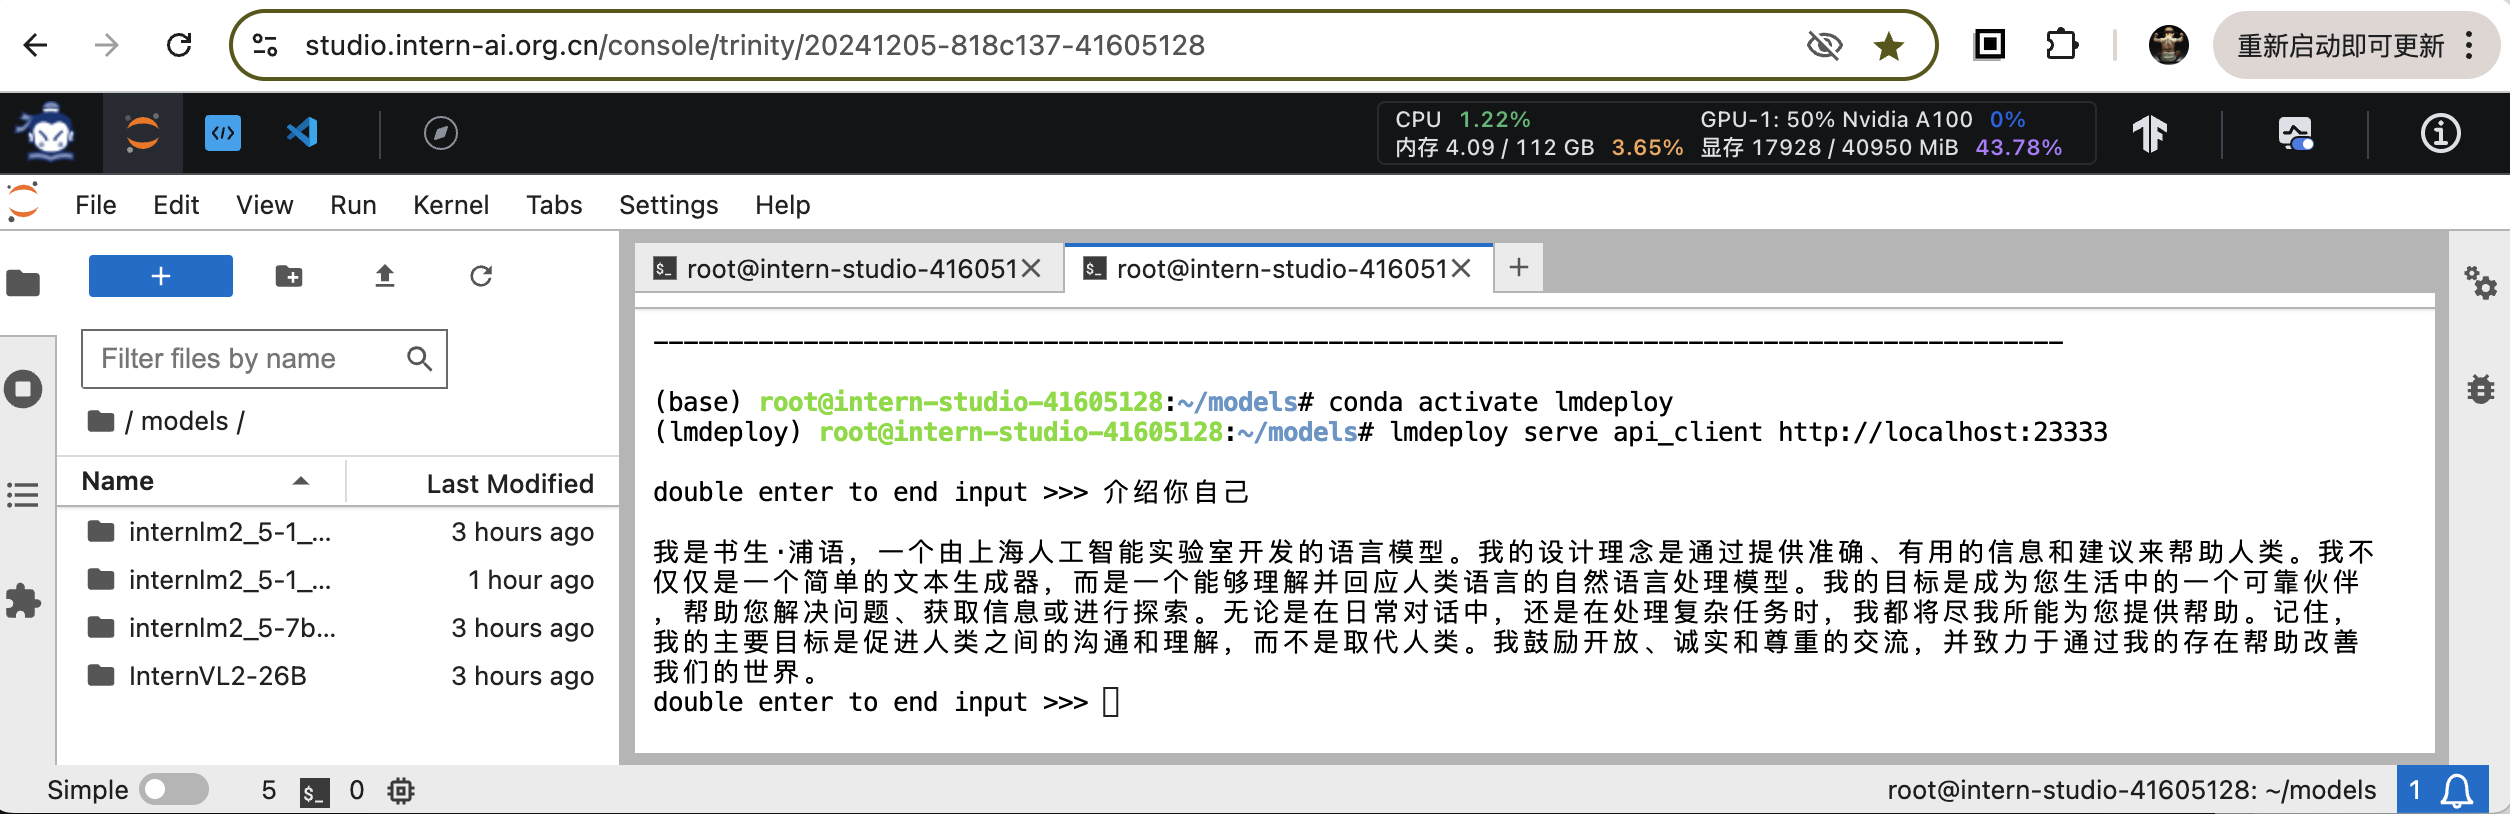 studio.intern-ai.org.cn/console/trinity/20241205-818c137-41605128
重新启动即可更新
CPU 1.22% GPU-1: 50% Nvidia A100 0%
内存 4.09 / 112 GB 3.65% 显存 17928 / 40950 MiB 43.78%
File Edit View Run Kernel Tabs Settings Help
root@intern-studio-416051 root@intern-studio-416051
Filter files by name
/ models /
Name Last Modified
internlm2_5-1_... 3 hours ago
internlm2_5-1_... 1 hour ago
internlm2_5-7b... 3 hours ago
InternVL2-26B 3 hours ago
(base) root@intern-studio-41605128:~/models# conda activate lmdeploy
(lmdeploy) root@intern-studio-41605128:~/models# lmdeploy serve api_client http://localhost:23333
double enter to end input >>> 介绍你自己
我是书生·浦语，一个由上海人工智能实验室开发的语言模型。我的设计理念是通过提供准确、有用的信息和建议来帮助人类。我不
仅仅是一个简单的文本生成器，而是一个能够理解并回应人类语言的自然语言处理模型。我的目标是成为您生活中的一个可靠伙伴
，帮助您解决问题、获取信息或进行探索。无论是在日常对话中，还是在处理复杂任务时，我都将尽我所能为您提供帮助。记住，
我的主要目标是促进人类之间的沟通和理解，而不是取代人类。我鼓励开放、诚实和尊重的交流，并致力于通过我的存在帮助改善
我们的世界。
double enter to end input >>>
Simple 5 $_ 0 root@intern-studio-41605128: ~/models 1